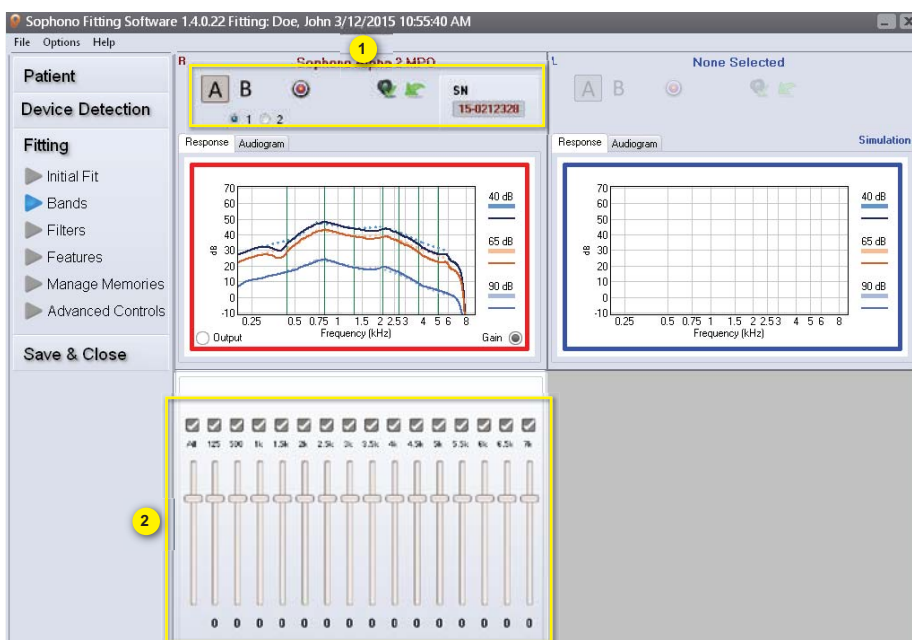 Sophono Fitting Software 1.4.0.22 Fitting: Doe, John 3/12/2015 10:55:40 AM
File Options Help
1
Patient
Device Detection
Fitting
Initial Fit
Bands
Filters
Features
Manage Memories
Advanced Controls
Save & Close
R Sophono Alpha 2 MPO
A B SN
15-0212328
1 2
Response Audiogram
70
60
50
40
30
20
10
0
-10
dB
0.25 0.5 0.75 1 1.5 2 2.5 3 4 5 6 8
Frequency (kHz)
Output Gain
40 dB
65 dB
90 dB
L None Selected
A B
Response Audiogram Simulation
70
60
50
40
30
20
10
0
-10
dB
0.25 0.5 0.75 1 1.5 2 2.5 3 4 5 6 8
Frequency (kHz)
40 dB
65 dB
90 dB
All 125 500 1k 1.5k 2k 2.5k 3k 3.5k 4k 4.5k 5k 5.5k 6k 6.5k 7k
2
0 0 0 0 0 0 0 0 0 0 0 0 0 0 0